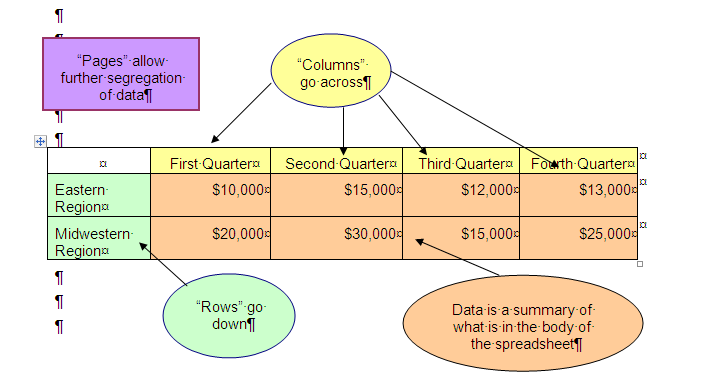 “Pages” allow
further segregation
of data¶
“Columns”
go across¶
First Quarter¤ Second Quarter¤ Third Quarter¤ Fourth Quarter¤
Eastern
Region¤ $10,000¤ $15,000¤ $12,000¤ $13,000¤
Midwestern
Region¤ $20,000¤ $30,000¤ $15,000¤ $25,000¤
“Rows” go
down¶
Data is a summary of
what is in the body of
the spreadsheet¶